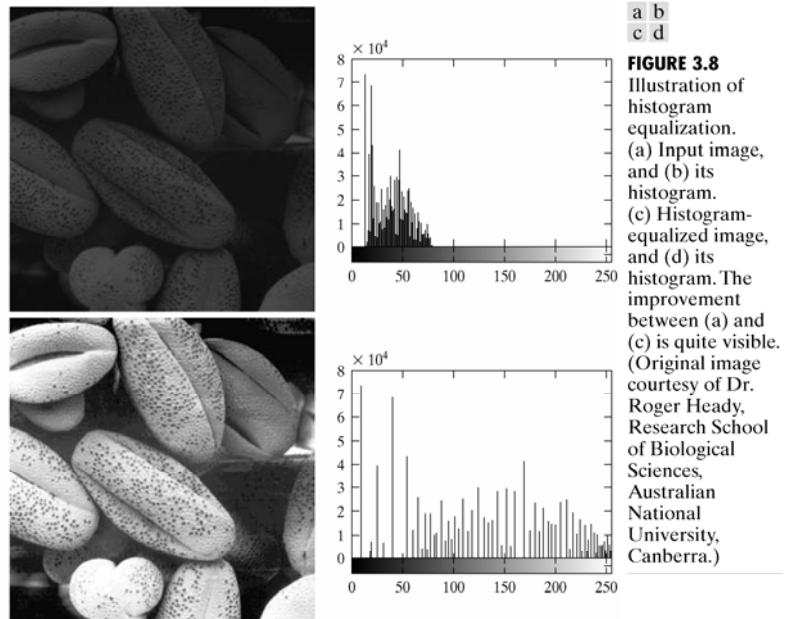 a b
c d
FIGURE 3.8
Illustration of
histogram
equalization.
(a) Input image,
and (b) its
histogram.
(c) Histogram-
equalized image,
and (d) its
histogram. The
improvement
between (a) and
(c) is quite visible.
(Original image
courtesy of Dr.
Roger Heady,
Research School
of Biological
Sciences,
Australian
National
University,
Canberra.)
× 10⁴
8
7
6
5
4
3
2
1
0
0 50 100 150 200 250
× 10⁴
8
7
6
5
4
3
2
1
0
0 50 100 150 200 250